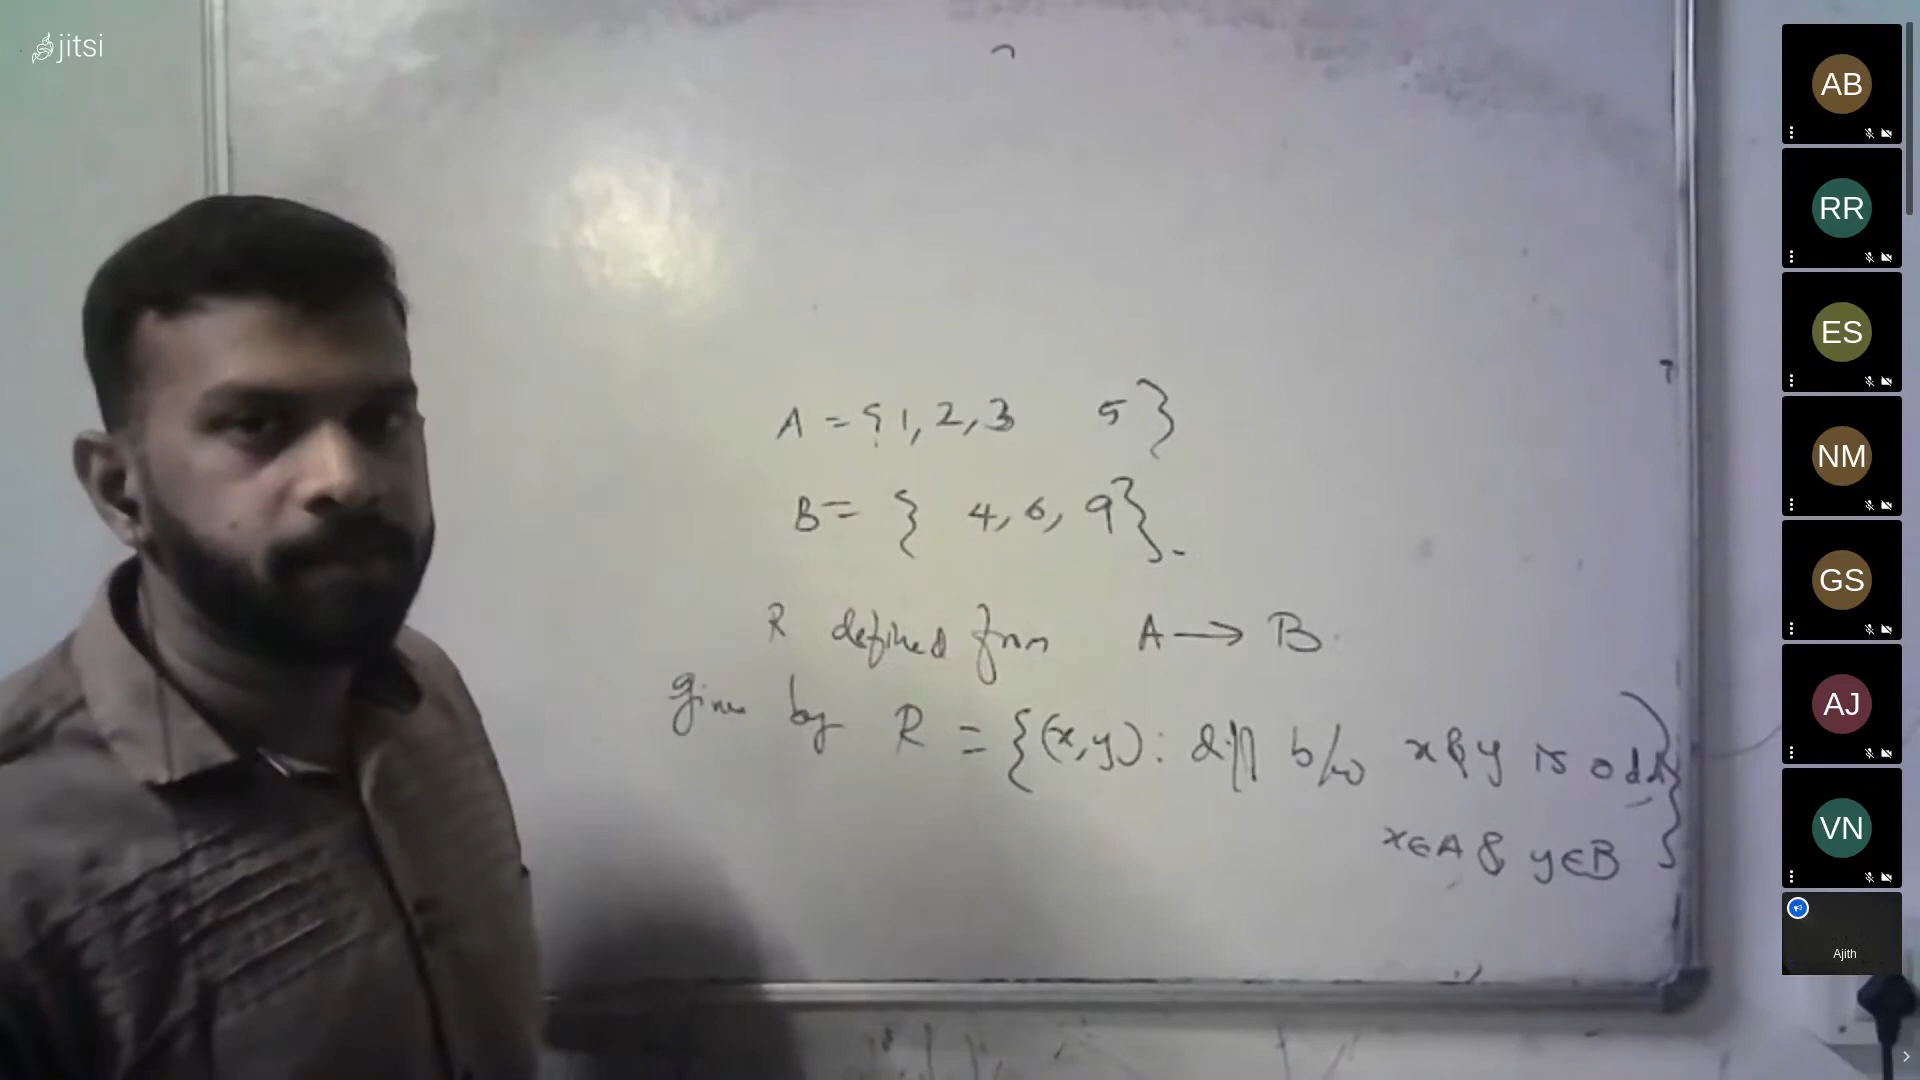 jitsi
A = {1, 2, 3 5}
B = { 4, 6, 9}.
R defined from A → B
given by R = {(x,y): diff b/w x & y is odd
x∈A & y∈B }
AB
RR
ES
NM
GS
AJ
VN
Ajith